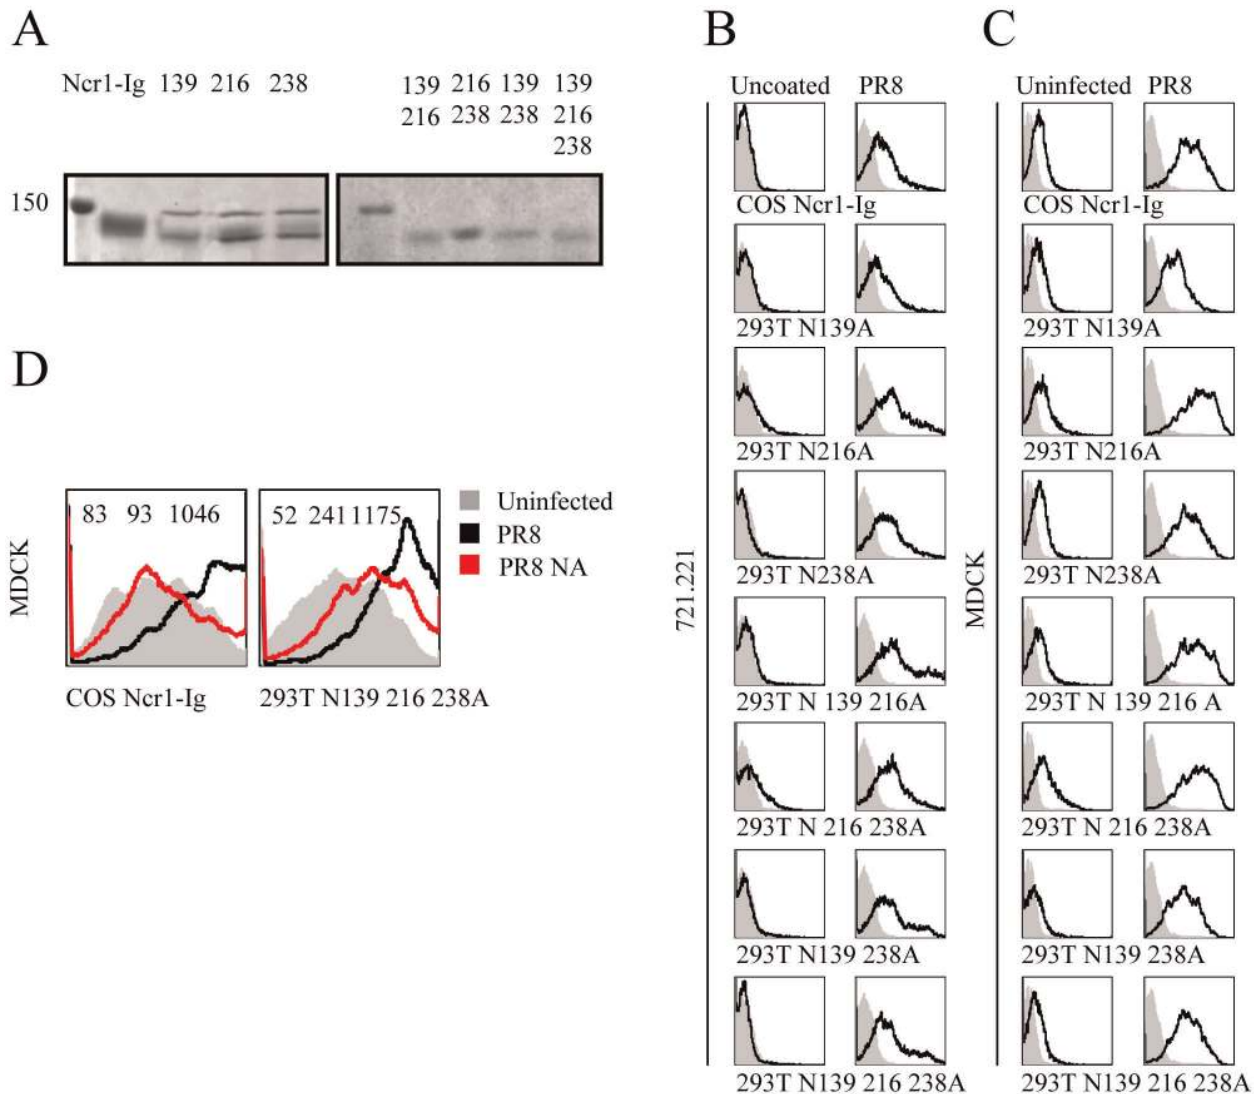 A
Ncr1-Ig 139 216 238
139 216 139 139
216 238 238 216
238
150
B
Uncoated PR8
721.221
COS Ncr1-Ig
293T N139A
293T N216A
293T N238A
293T N 139 216A
293T N 216 238A
293T N139 238A
293T N139 216 238A
C
Uninfected PR8
MDCK
COS Ncr1-Ig
293T N139A
293T N216A
293T N238A
293T N 139 216 A
293T N 216 238A
293T N139 238A
293T N139 216 238A
D
MDCK
83 93 1046
52 241 1175
Uninfected
PR8
PR8 NA
COS Ncr1-Ig
293T N139 216 238A